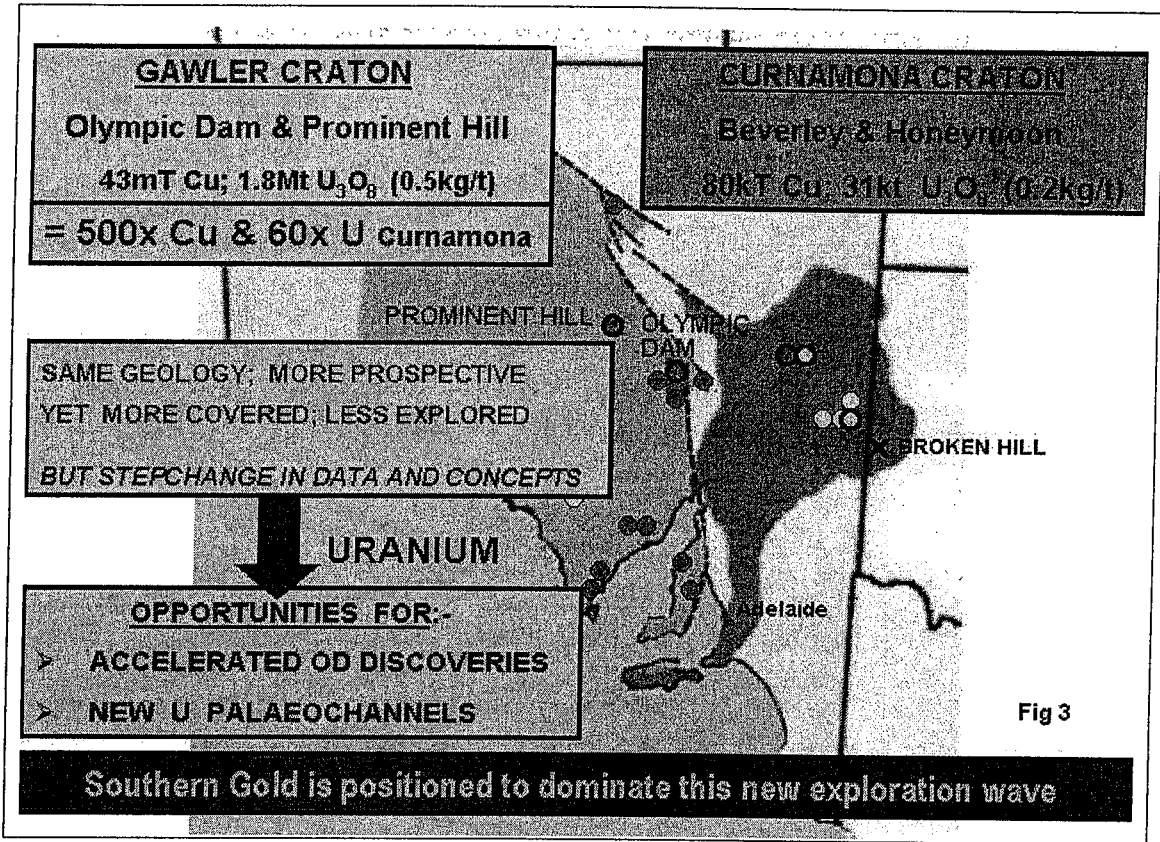 GAWLER CRATON
Olympic Dam & Prominent Hill
43mT Cu; 1.8Mt U₃O₈ (0.5kg/t)
= 500x Cu & 60x U Curnamona
CURNAMONA CRATON
Beverley & Honeymoon
80kT Cu; 31kt U₃O₈ (0.2kg/t)
PROMINENT HILL
OLYMPIC
DAM
SAME GEOLOGY; MORE PROSPECTIVE
YET MORE COVERED; LESS EXPLORED
BUT STEPCHANGE IN DATA AND CONCEPTS
BROKEN HILL
URANIUM
OPPORTUNITIES FOR:-
➢ ACCELERATED OD DISCOVERIES
➢ NEW U PALAEOCHANNELS
Adelaide
Fig 3
Southern Gold is positioned to dominate this new exploration wave